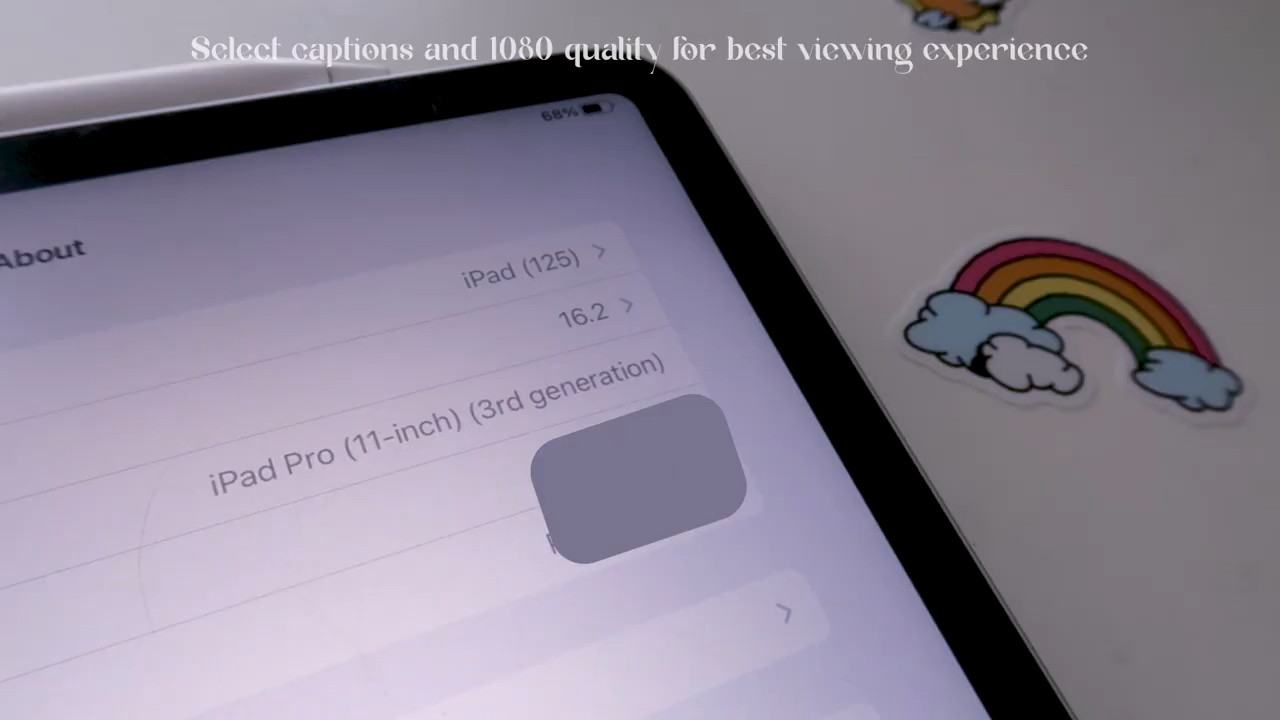 Select captions and 1080 quality for best viewing experience
68%
About
iPad (125)
16.2
iPad Pro (11-inch) (3rd generation)